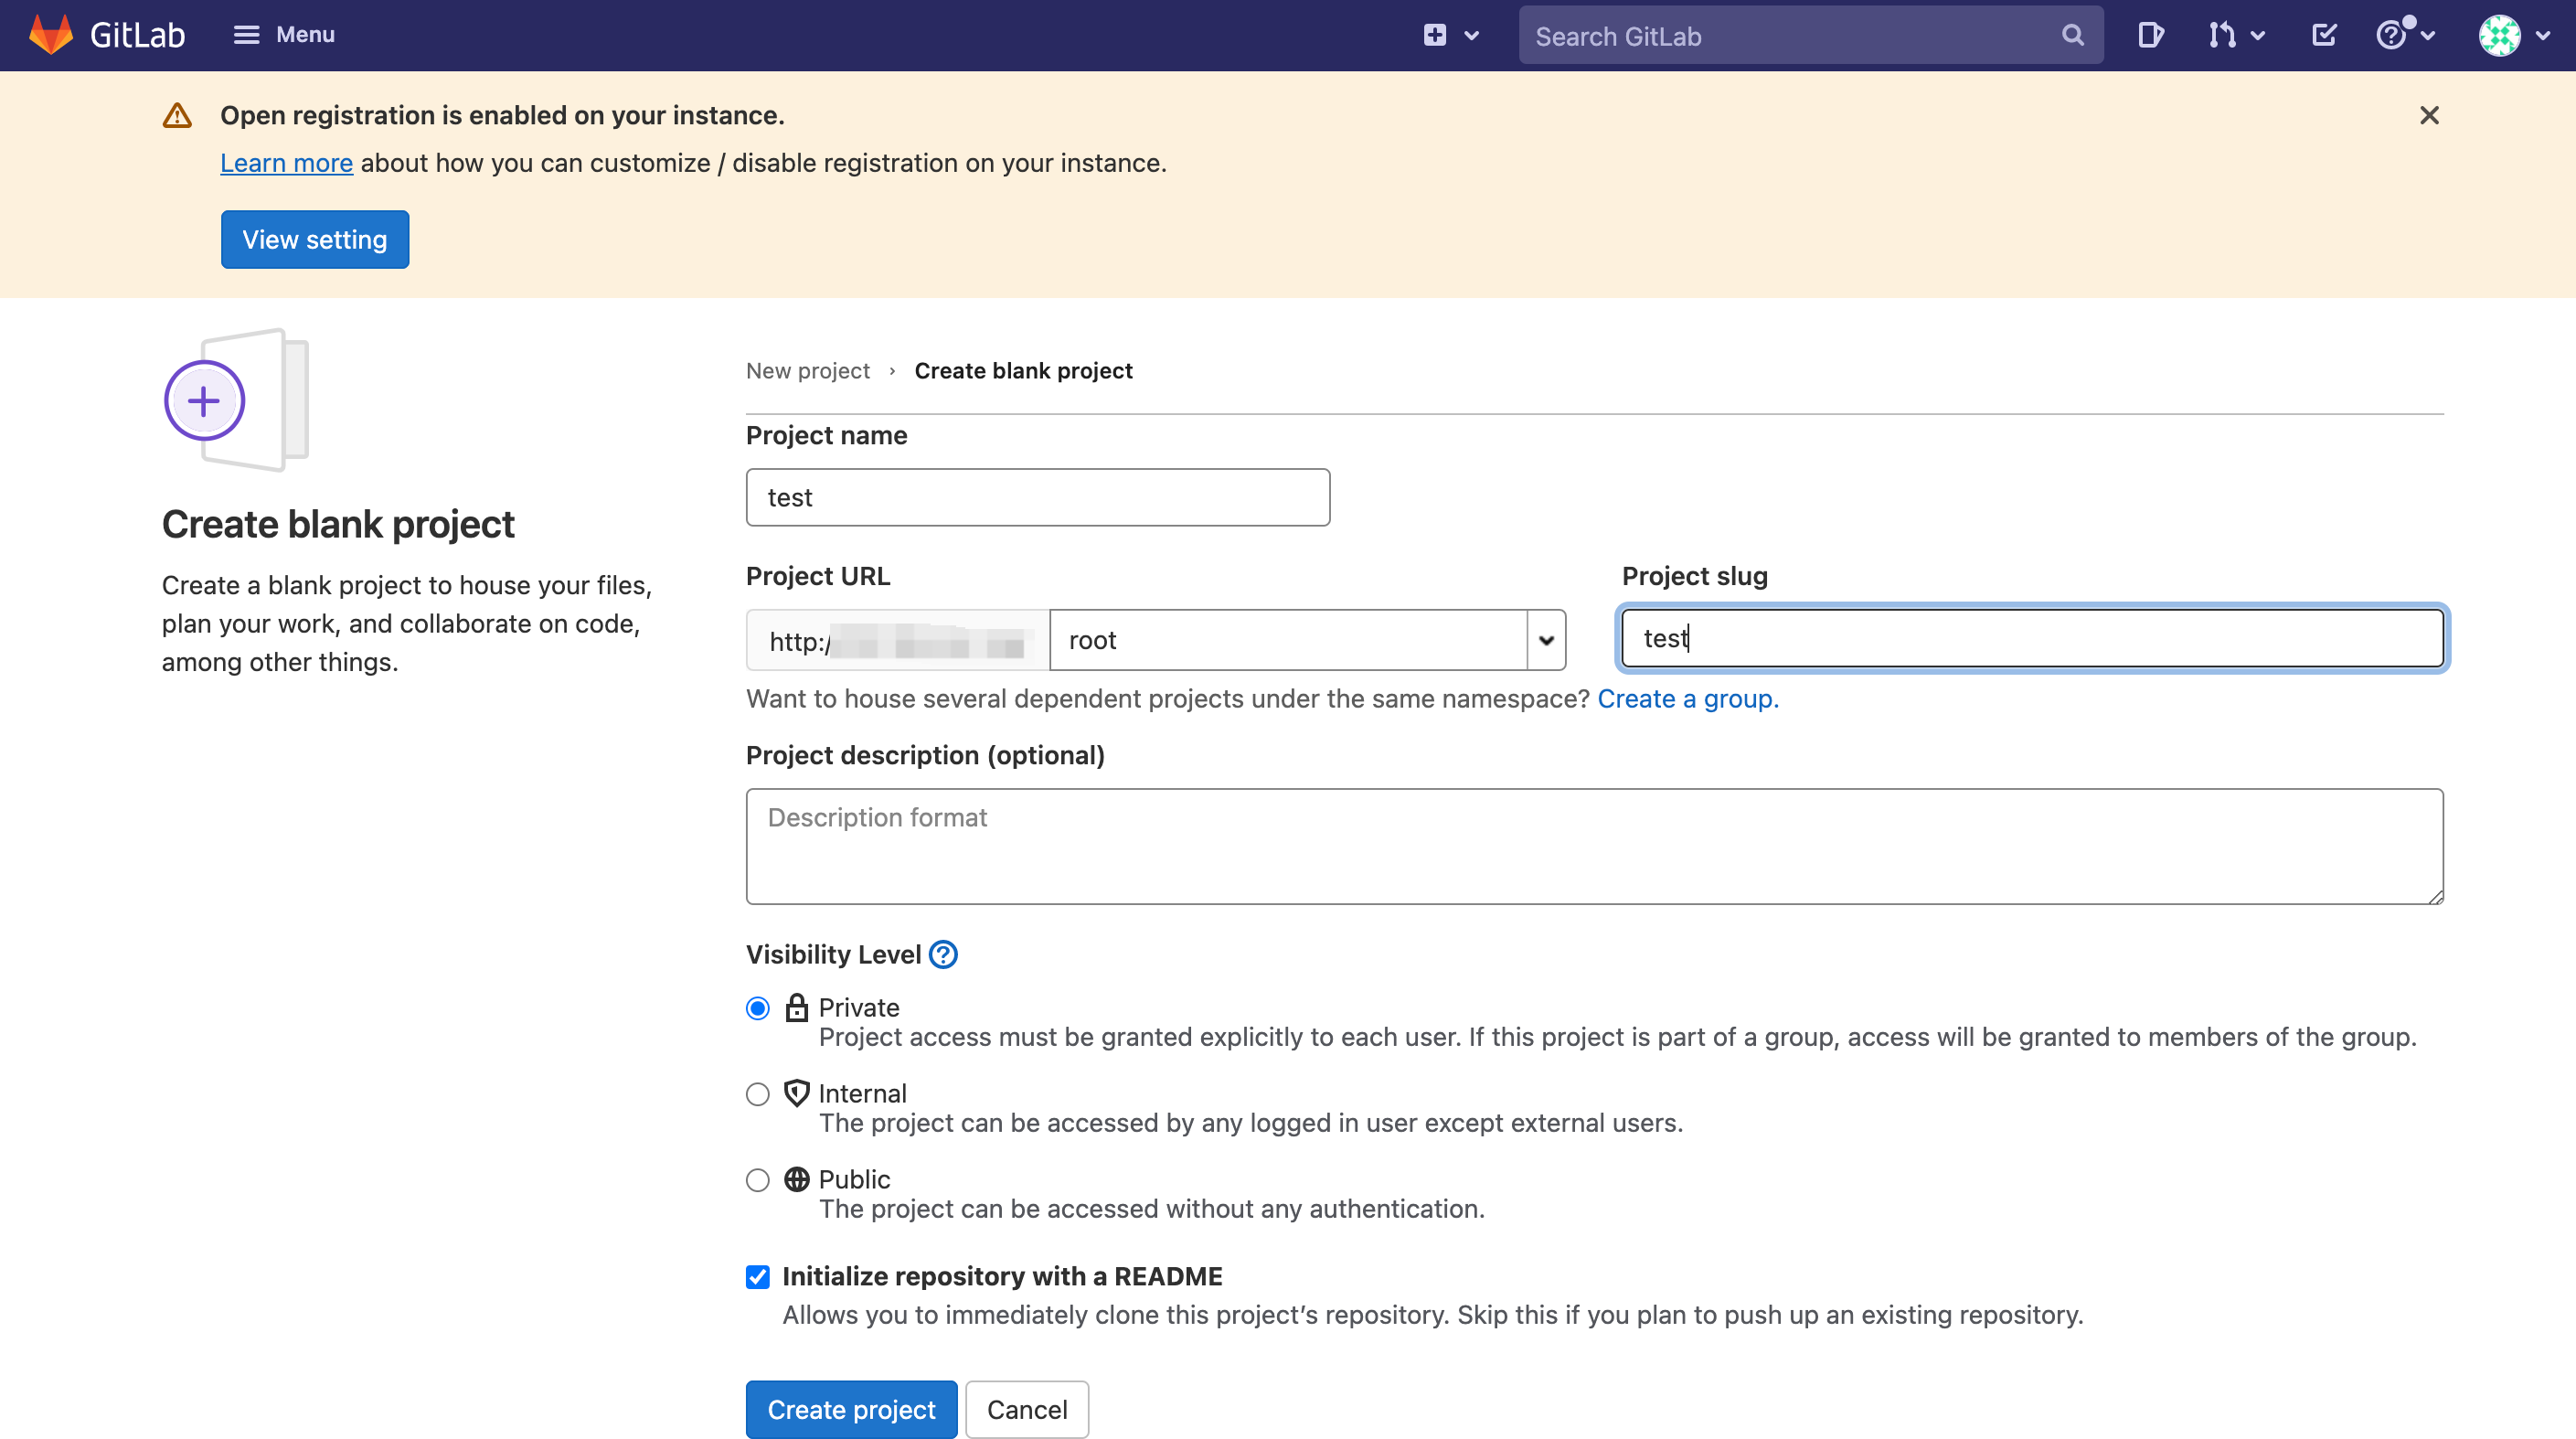 GitLab
Menu
Search GitLab
Open registration is enabled on your instance.
Learn more about how you can customize / disable registration on your instance.
View setting
Create blank project
Create a blank project to house your files,
plan your work, and collaborate on code,
among other things.
New project › Create blank project
Project name
test
Project URL
Project slug
http:/
root
test
Want to house several dependent projects under the same namespace? Create a group.
Project description (optional)
Description format
Visibility Level
Private
Project access must be granted explicitly to each user. If this project is part of a group, access will be granted to members of the group.
Internal
The project can be accessed by any logged in user except external users.
Public
The project can be accessed without any authentication.
Initialize repository with a README
Allows you to immediately clone this project’s repository. Skip this if you plan to push up an existing repository.
Create project
Cancel